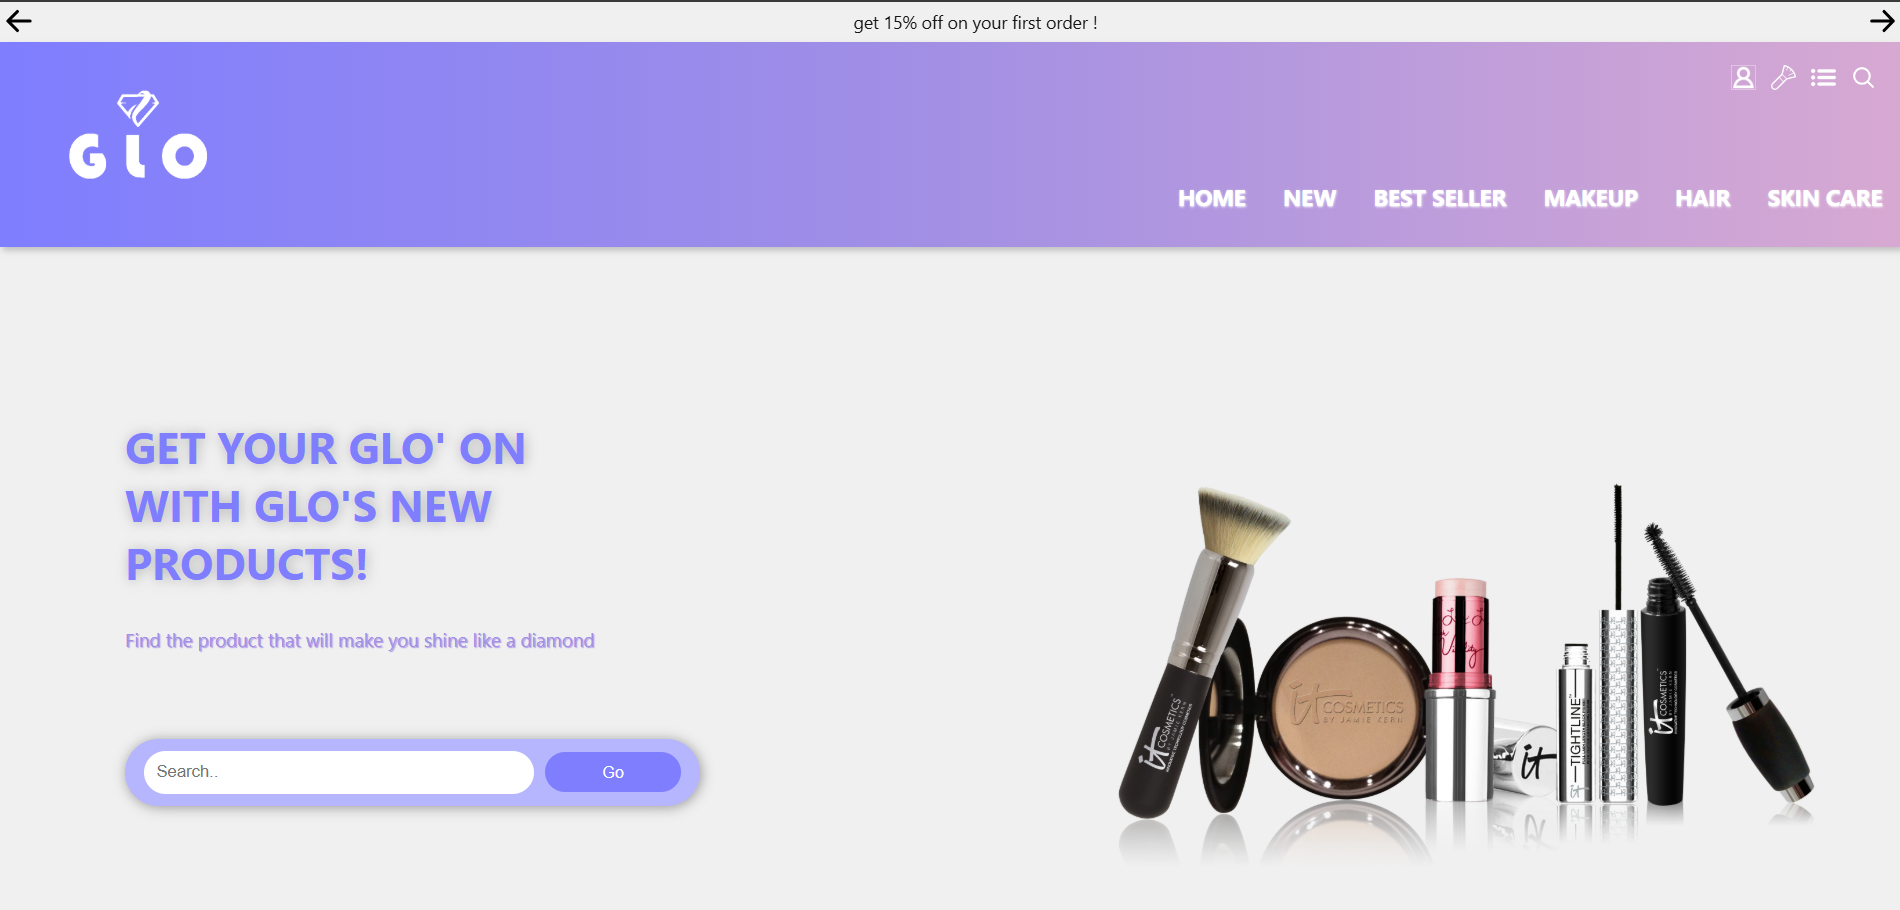 get 15% off on your first order !
GLO
HOME NEW BEST SELLER MAKEUP HAIR SKIN CARE
GET YOUR GLO' ON
WITH GLO'S NEW
PRODUCTS!
Find the product that will make you shine like a diamond
Search..
Go
it COSMETICS
it COSMETICS
BY JAMIE KERN
Vitality
it
TIGHTLINE
it
it COSMETICS